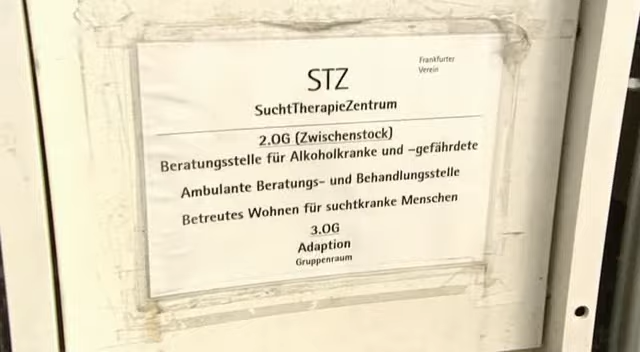 STZ
Frankfurter
Verein
SuchtTherapieZentrum
2.OG (Zwischenstock)
Beratungsstelle für Alkoholkranke und –gefährdete
Ambulante Beratungs- und Behandlungsstelle
Betreutes Wohnen für suchtkranke Menschen
3.OG
Adaption
Gruppenraum